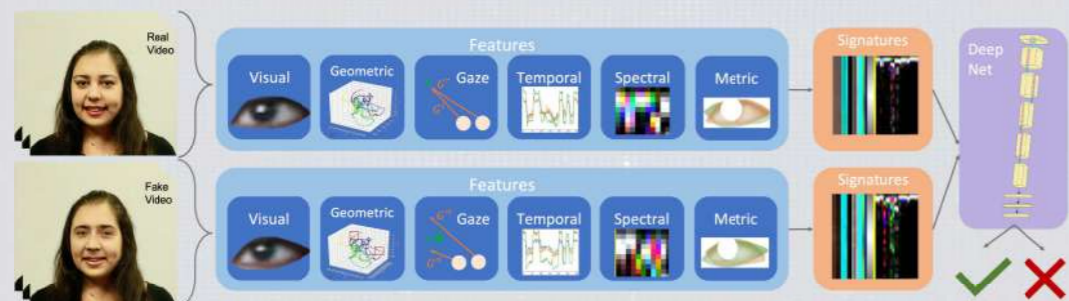 Real
Video
Features
Visual
Geometric
Gaze
Temporal
Spectral
Metric
Signatures
Deep
Net
Fake
Video
Features
Visual
Geometric
Gaze
Temporal
Spectral
Metric
Signatures